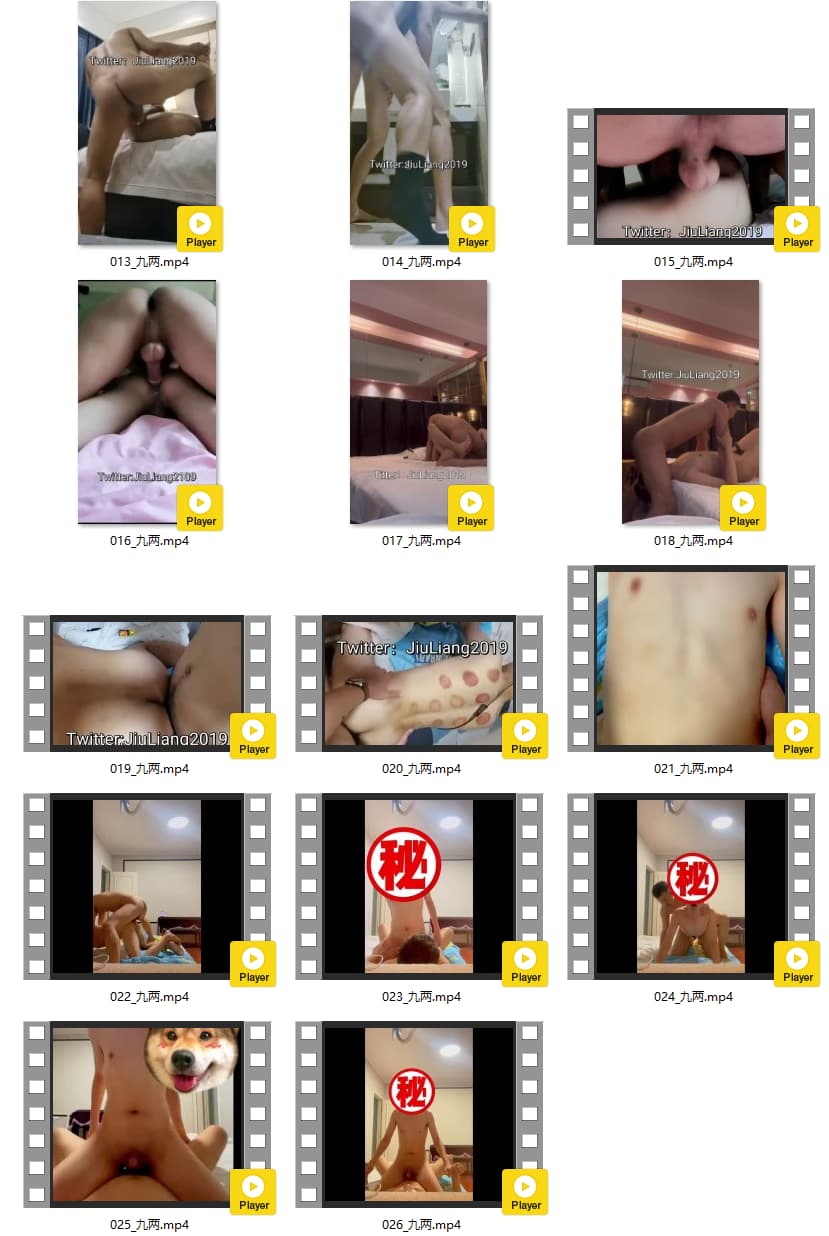 Twitter: JiuLiang2019
Player
013_九两.mp4
Twitter:JiuLiang2019
Player
014_九两.mp4
Twitter: JiuLiang2019
Player
015_九两.mp4
Twitter:JiuLiang2109
Player
016_九两.mp4
Player
017_九两.mp4
Twitter:JiuLiang2019
Player
018_九两.mp4
Twitter:JiuLiang2019
Player
019_九两.mp4
Twitter: JiuLiang2019
Player
020_九两.mp4
Player
021_九两.mp4
Player
022_九两.mp4
秘
Player
023_九两.mp4
秘
Player
024_九两.mp4
Player
025_九两.mp4
秘
Player
026_九两.mp4